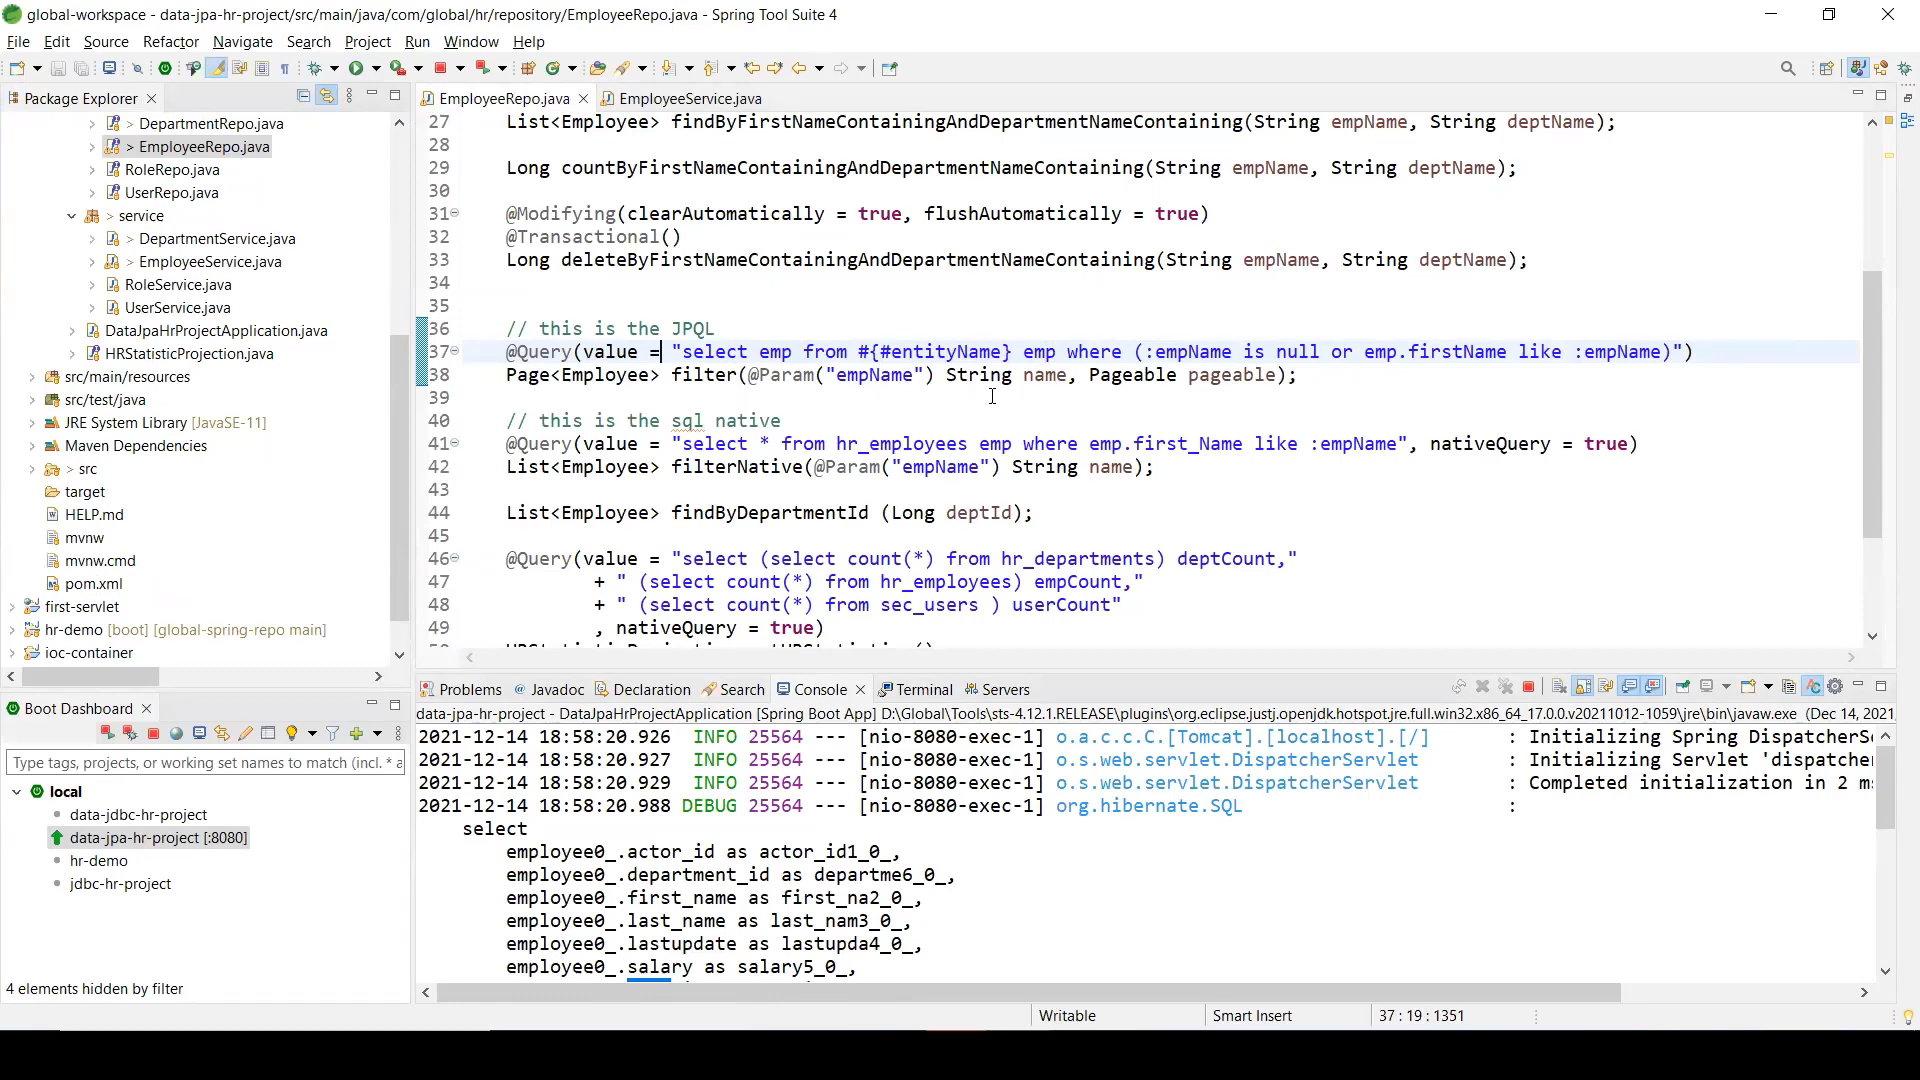 global-workspace - data-jpa-hr-project/src/main/java/com/global/hr/repository/EmployeeRepo.java - Spring Tool Suite 4
File Edit Source Refactor Navigate Search Project Run Window Help
Package Explorer
> DepartmentRepo.java
> EmployeeRepo.java
RoleRepo.java
UserRepo.java
> service
> DepartmentService.java
> EmployeeService.java
RoleService.java
UserService.java
DataJpaHrProjectApplication.java
HRStatisticProjection.java
src/main/resources
src/test/java
JRE System Library [JavaSE-11]
Maven Dependencies
> src
target
HELP.md
mvnw
mvnw.cmd
pom.xml
first-servlet
hr-demo [boot] [global-spring-repo main]
ioc-container
Boot Dashboard
Type tags, projects, or working set names to match (incl. * a
local
data-jdbc-hr-project
data-jpa-hr-project [:8080]
hr-demo
jdbc-hr-project
4 elements hidden by filter
EmployeeRepo.java EmployeeService.java
27 List<Employee> findByFirstNameContainingAndDepartmentNameContaining(String empName, String deptName);
28
29 Long countByFirstNameContainingAndDepartmentNameContaining(String empName, String deptName);
30
31 @Modifying(clearAutomatically = true, flushAutomatically = true)
32 @Transactional()
33 Long deleteByFirstNameContainingAndDepartmentNameContaining(String empName, String deptName);
34
35
36 // this is the JPQL
37 @Query(value = "select emp from #{#entityName} emp where (:empName is null or emp.firstName like :empName)")
38 Page<Employee> filter(@Param("empName") String name, Pageable pageable);
39
40 // this is the sql native
41 @Query(value = "select * from hr_employees emp where emp.first_Name like :empName", nativeQuery = true)
42 List<Employee> filterNative(@Param("empName") String name);
43
44 List<Employee> findByDepartmentId (Long deptId);
45
46 @Query(value = "select (select count(*) from hr_departments) deptCount,"
47 + " (select count(*) from hr_employees) empCount,"
48 + " (select count(*) from sec_users ) userCount"
49 , nativeQuery = true)
Problems @ Javadoc Declaration Search Console Terminal Servers
data-jpa-hr-project - DataJpaHrProjectApplication [Spring Boot App] D:\Global\Tools\sts-4.12.1.RELEASE\plugins\org.eclipse.justj.openjdk.hotspot.jre.full.win32.x86_64_17.0.0.v20211012-1059\jre\bin\javaw.exe (Dec 14, 2021
2021-12-14 18:58:20.926 INFO 25564 --- [nio-8080-exec-1] o.a.c.c.C.[Tomcat].[localhost].[/] : Initializing Spring DispatcherSe
2021-12-14 18:58:20.927 INFO 25564 --- [nio-8080-exec-1] o.s.web.servlet.DispatcherServlet : Initializing Servlet 'dispatcher
2021-12-14 18:58:20.929 INFO 25564 --- [nio-8080-exec-1] o.s.web.servlet.DispatcherServlet : Completed initialization in 2 ms
2021-12-14 18:58:20.988 DEBUG 25564 --- [nio-8080-exec-1] org.hibernate.SQL :
select
employee0_.actor_id as actor_id1_0_,
employee0_.department_id as departme6_0_,
employee0_.first_name as first_na2_0_,
employee0_.last_name as last_nam3_0_,
employee0_.lastupdate as lastupda4_0_,
employee0_.salary as salary5_0_,
Writable Smart Insert 37 : 19 : 1351